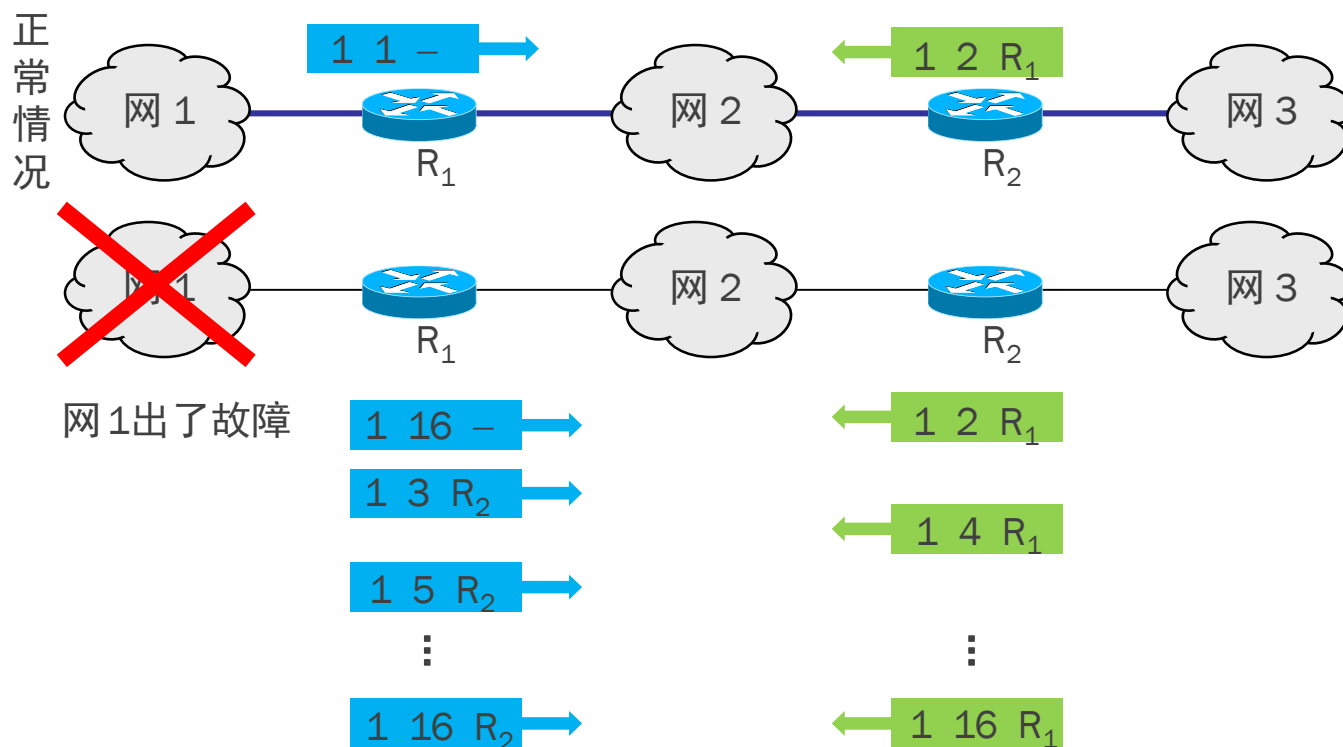 正常情况
1 1 –
1 2 R₁
网1
网2
网3
R₁
R₂
网1
网2
网3
R₁
R₂
网1出了故障
1 16 –
1 2 R₁
1 3 R₂
1 4 R₁
1 5 R₂
⋮
⋮
1 16 R₂
1 16 R₁